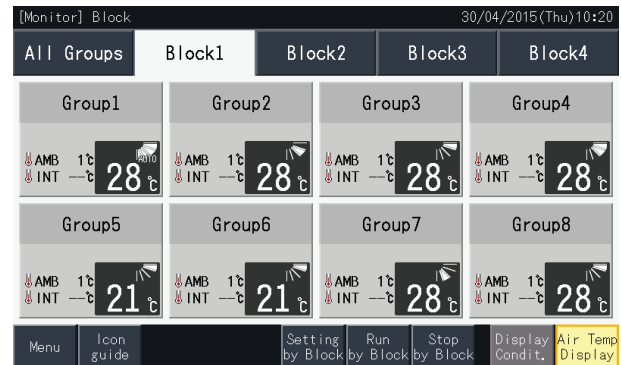 [Monitor] Block 30/04/2015(Thu)10:20
All Groups Block1 Block2 Block3 Block4
Group1 Group2 Group3 Group4
AMB 1℃ AUTO AMB 1℃ AMB 1℃ AMB 1℃
INT --℃ 28℃ INT --℃ 28℃ INT --℃ 28℃ INT --℃ 28℃
Group5 Group6 Group7 Group8
AMB 1℃ AMB 1℃ AMB 1℃ AMB 1℃
INT --℃ 21℃ INT --℃ 21℃ INT --℃ 28℃ INT --℃ 28℃
Menu Icon guide Setting by Block Run by Block Stop by Block Display Condit. Air Temp Display